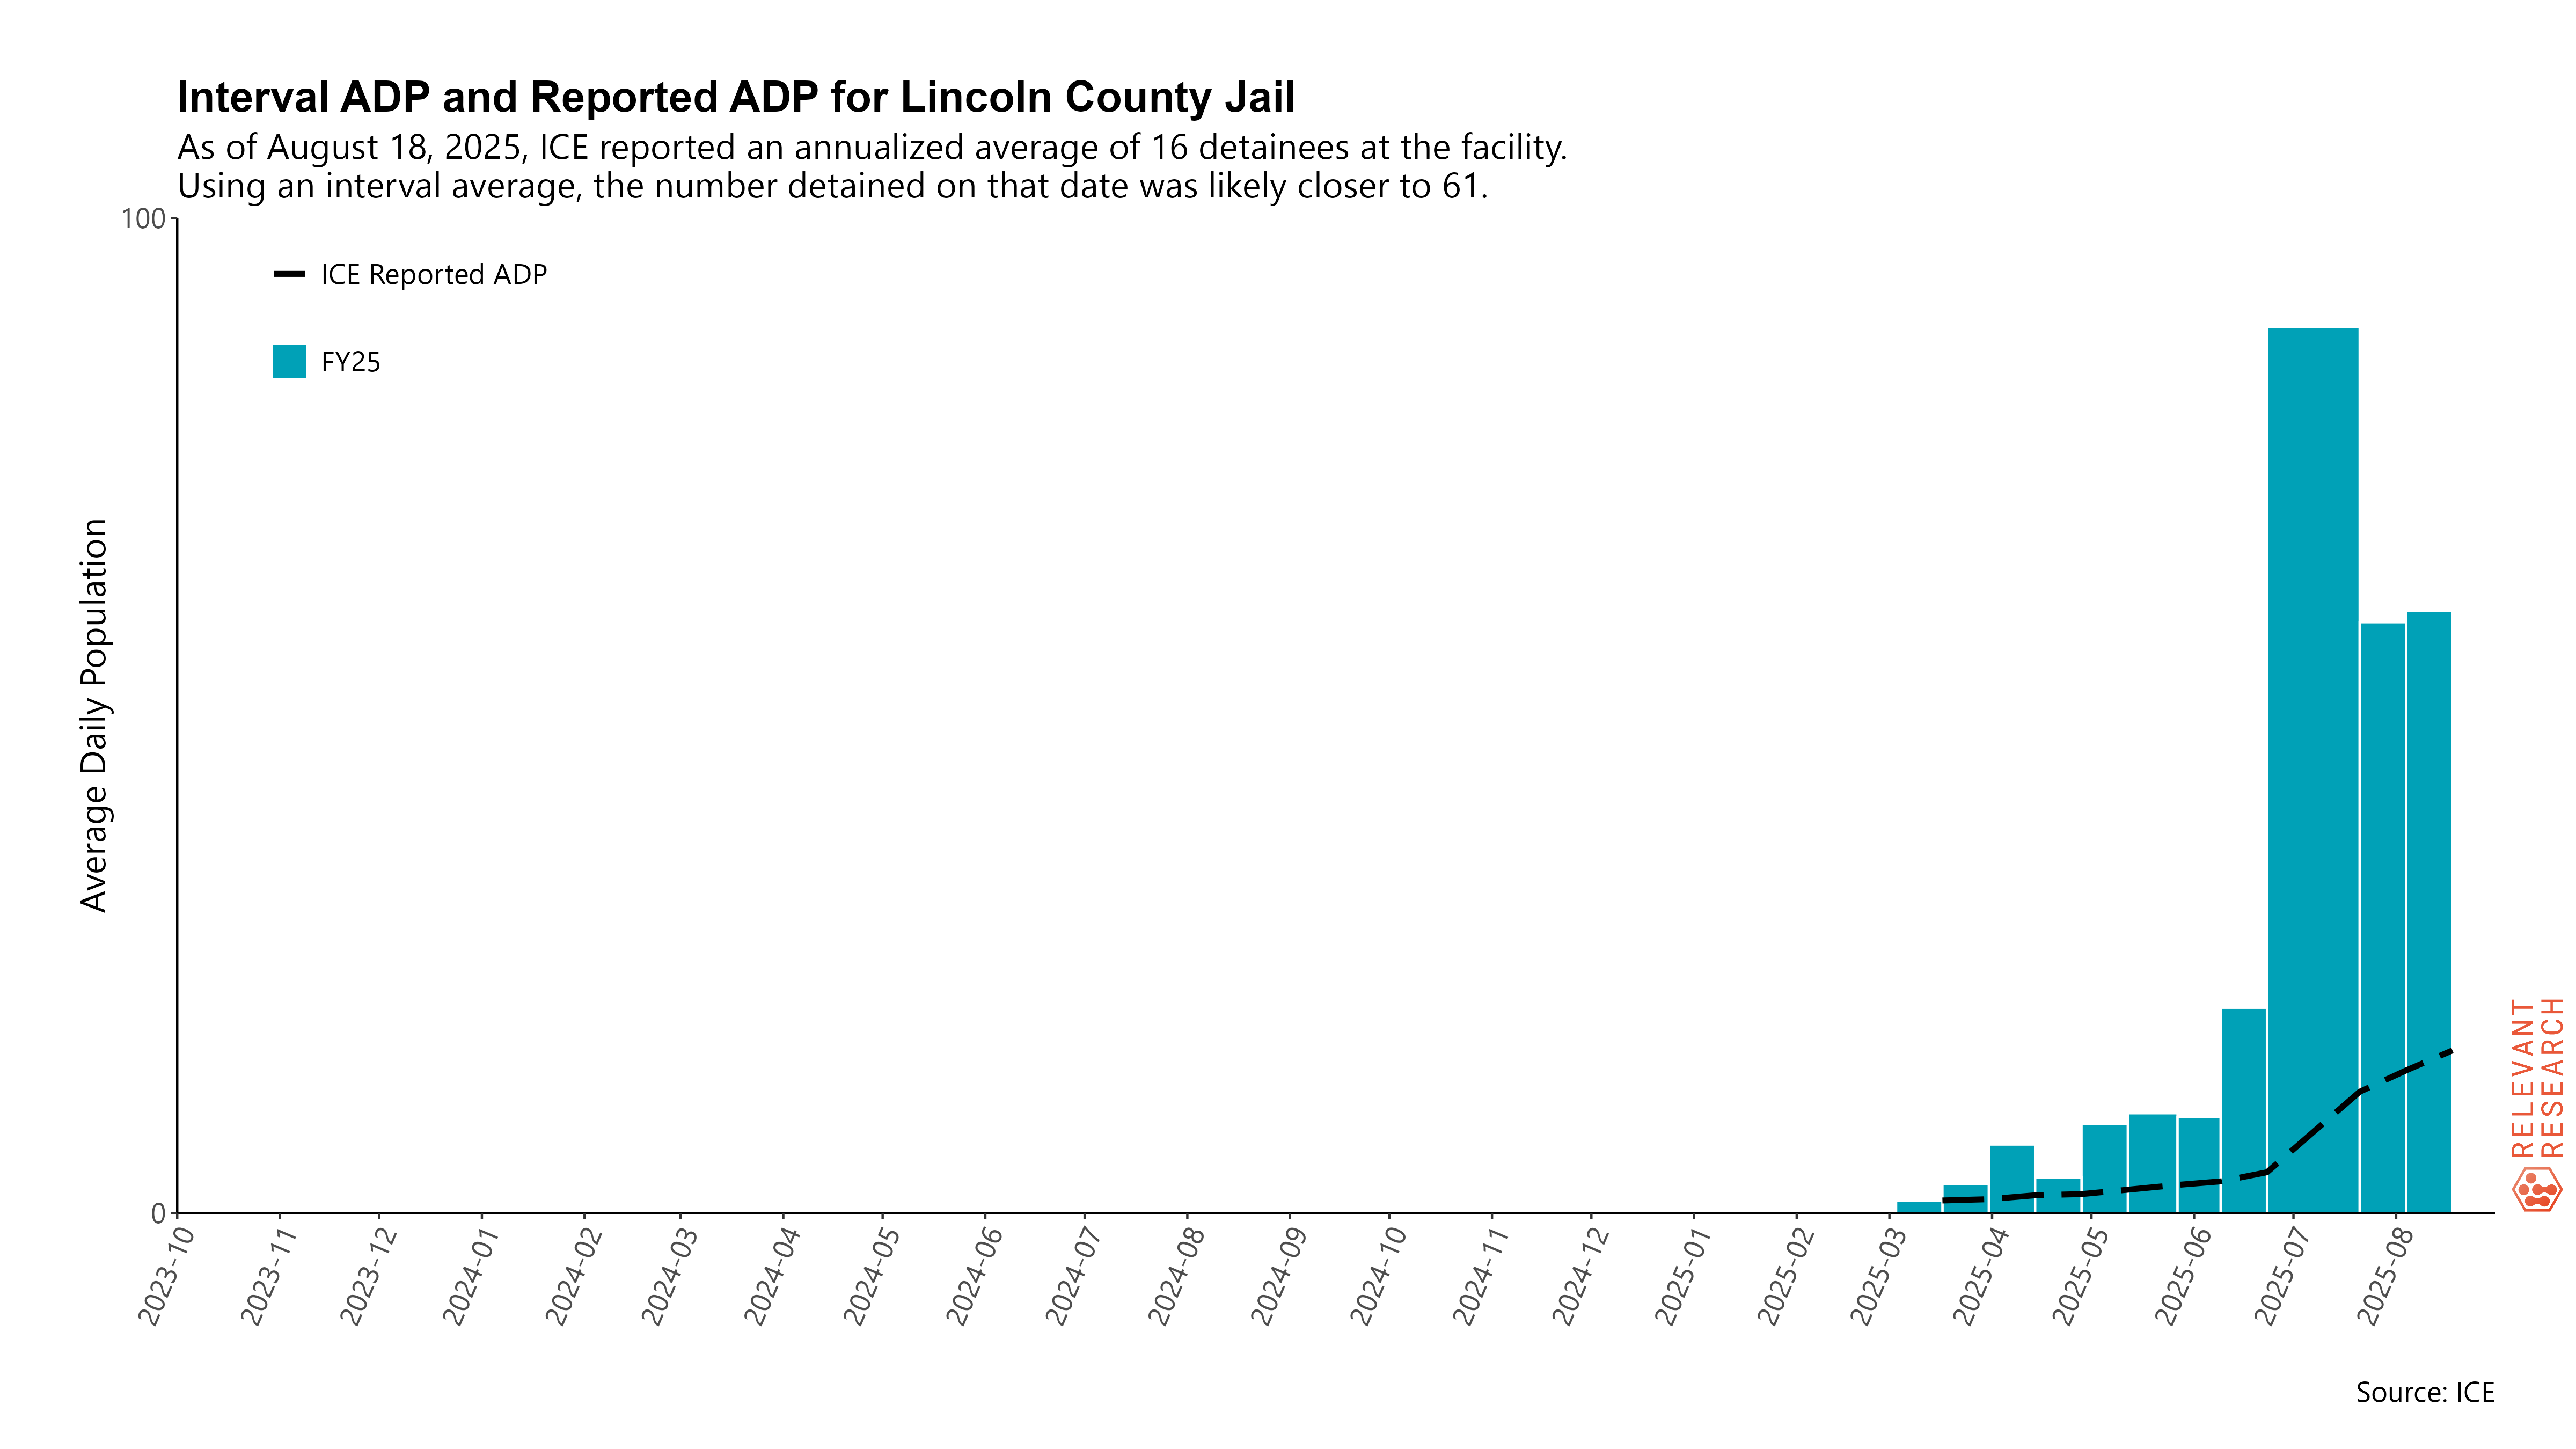 Interval ADP and Reported ADP for Lincoln County Jail
As of August 18, 2025, ICE reported an annualized average of 16 detainees at the facility.
Using an interval average, the number detained on that date was likely closer to 61.
100
ICE Reported ADP
FY25
Average Daily Population
0
2023-10
2023-11
2023-12
2024-01
2024-02
2024-03
2024-04
2024-05
2024-06
2024-07
2024-08
2024-09
2024-10
2024-11
2024-12
2025-01
2025-02
2025-03
2025-04
2025-05
2025-06
2025-07
2025-08
RELEVANT
RESEARCH
Source: ICE